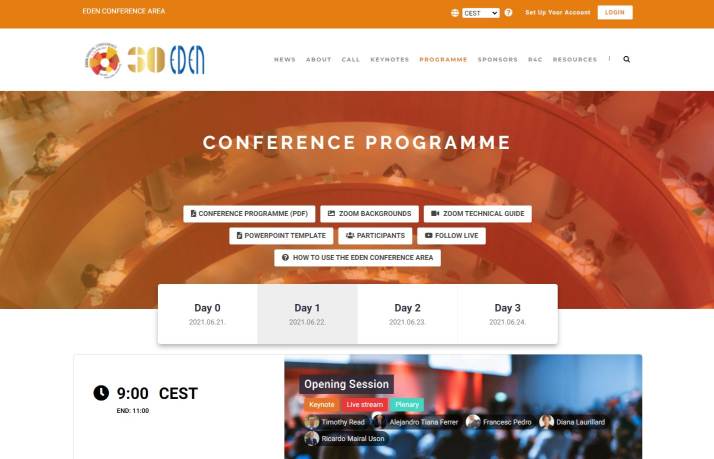 EDEN CONFERENCE AREA
CEST
Set Up Your Account
LOGIN
30 EDEN
NEWS ABOUT CALL KEYNOTES PROGRAMME SPONSORS R4C RESOURCES
CONFERENCE PROGRAMME
CONFERENCE PROGRAMME (PDF) ZOOM BACKGROUNDS ZOOM TECHNICAL GUIDE
POWERPOINT TEMPLATE PARTICIPANTS FOLLOW LIVE
HOW TO USE THE EDEN CONFERENCE AREA
Day 0 Day 1 Day 2 Day 3
2021.06.21. 2021.06.22. 2021.06.23. 2021.06.24.
9:00 CEST
END: 11:00
Opening Session
Keynote Live stream Plenary
Timothy Read Alejandro Tiana Ferrer Francesc Pedro Diana Laurillard
Ricardo Mairal Uson